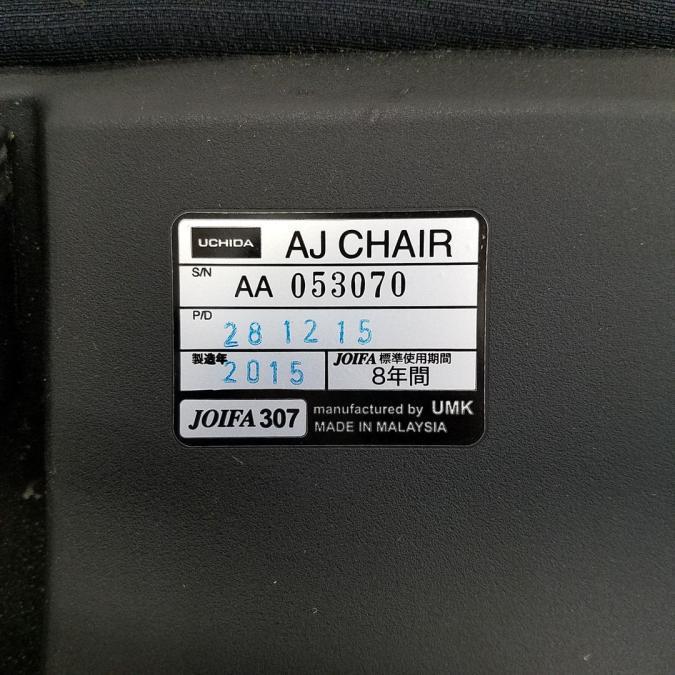 UCHIDA AJ CHAIR
S/N
AA 053070
P/D
28 12 15
製造年 2015
JOIFA 標準使用期間
8年間
JOIFA 307
manufactured by UMK
MADE IN MALAYSIA